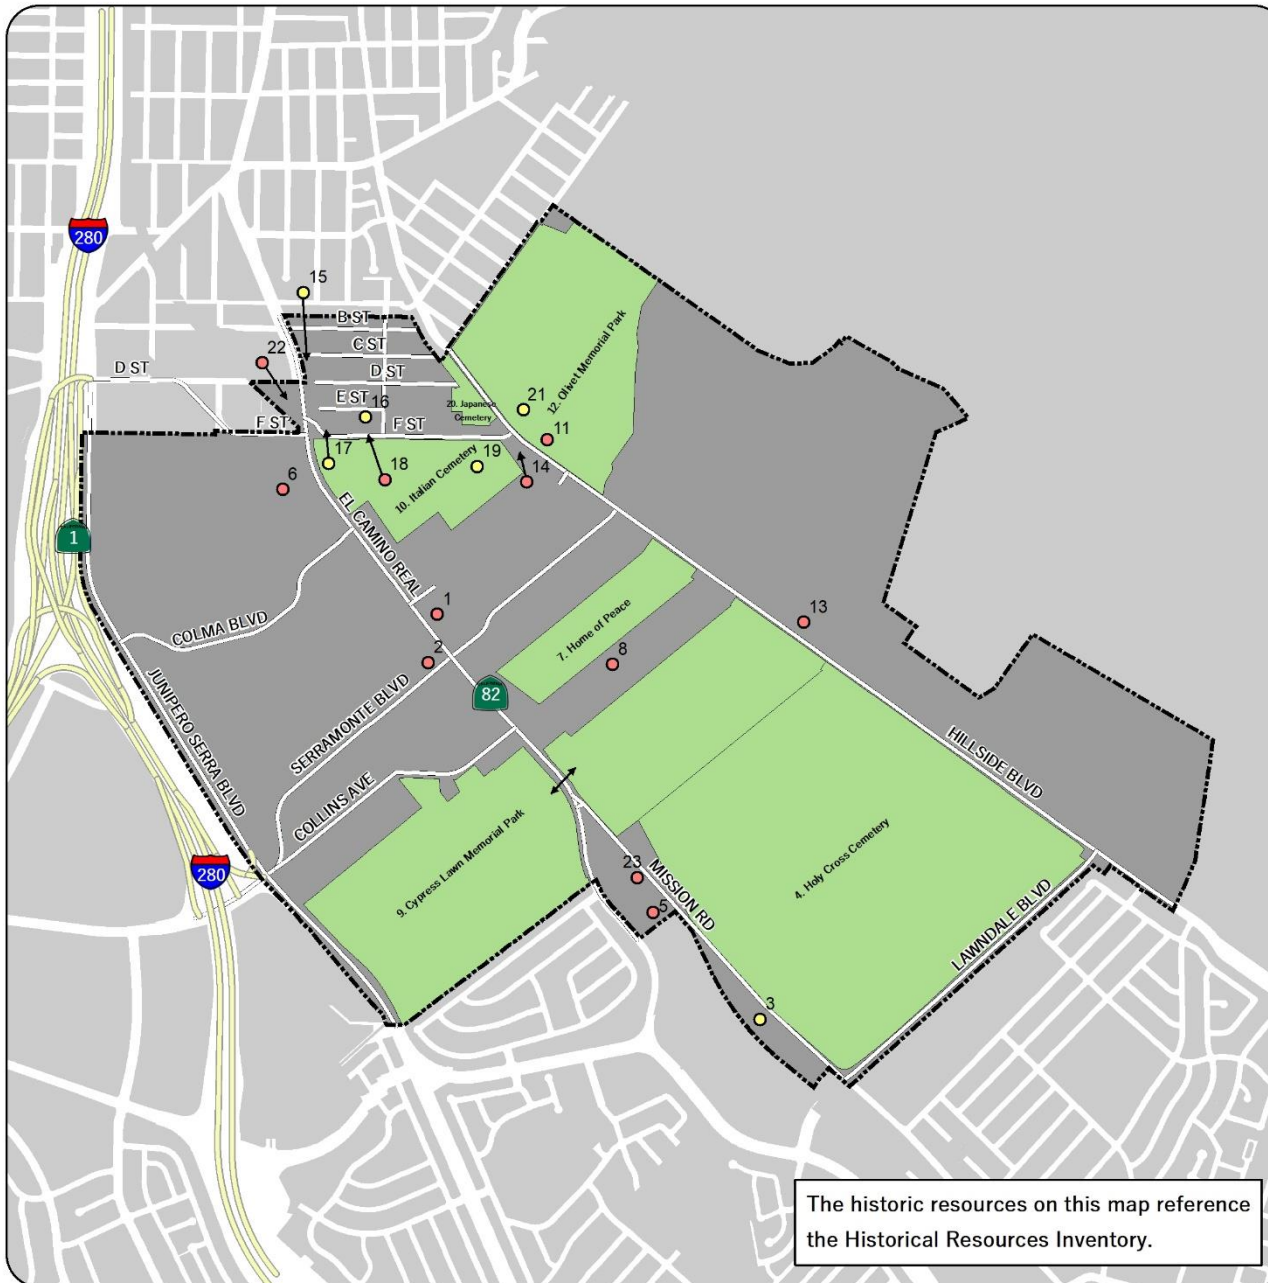 280
15
B ST
C ST
22
D ST
D ST
E ST
16
20. Japanese
Cemetery
21
12. Olivet Memorial Park
F ST
F ST
11
17
18
19
14
10. Italian Cemetery
6
1
EL CAMINO REAL
COLMA BLVD
1
2
7. Home of Peace
8
13
82
JUNIPERO SERRA BLVD
SERRAMONTE BLVD
COLLINS AVE
HILLSIDE BLVD
280
9. Cypress Lawn Memorial Park
23
MISSION RD
4. Holy Cross Cemetery
5
LAWNDALE BLVD
3
The historic resources on this map reference
the Historical Resources Inventory.